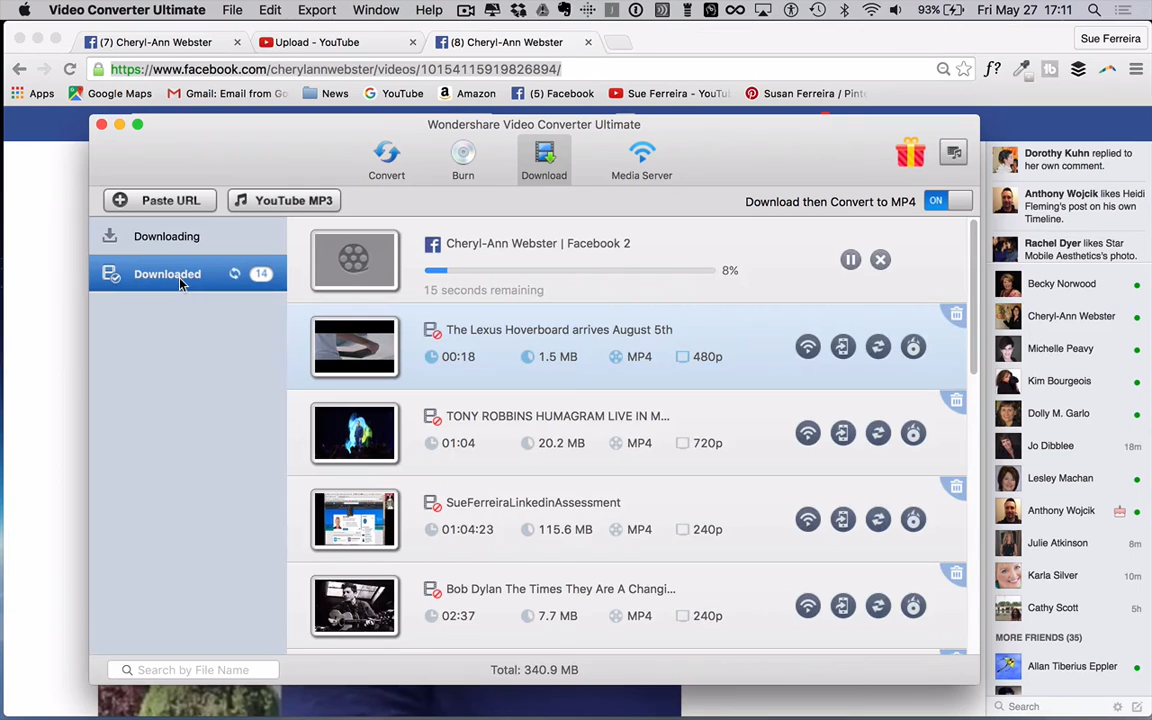 Video Converter Ultimate File Edit Export Window Help 93% Fri May 27 17:11
(7) Cheryl-Ann Webster Upload - YouTube (8) Cheryl-Ann Webster Sue Ferreira
https://www.facebook.com/cherylannwebster/videos/10154115919826894/ f?
Apps Google Maps Gmail: Email from Go News YouTube Amazon (5) Facebook Sue Ferreira - YouTu Susan Ferreira / Pinte
Wondershare Video Converter Ultimate
Convert Burn Download Media Server
Paste URL YouTube MP3 Download then Convert to MP4 ON
Downloading
Downloaded 14
Cheryl-Ann Webster | Facebook 2
8%
15 seconds remaining
The Lexus Hoverboard arrives August 5th
00:18 1.5 MB MP4 480p
TONY ROBBINS HUMAGRAM LIVE IN M...
01:04 20.2 MB MP4 720p
SueFerreiraLinkedinAssessment
01:04:23 115.6 MB MP4 240p
Bob Dylan The Times They Are A Changi...
02:37 7.7 MB MP4 240p
Search by File Name Total: 340.9 MB
Dorothy Kuhn replied to
her own comment.
Anthony Wojcik likes Heidi
Fleming's post on his own
Timeline.
Rachel Dyer likes Star
Mobile Aesthetics's photo.
Becky Norwood
Cheryl-Ann Webster
Michelle Peavy
Kim Bourgeois
Dolly M. Garlo
Jo Dibblee 18m
Lesley Machan
Anthony Wojcik
Julie Atkinson 8m
Karla Silver 10m
Cathy Scott 5h
MORE FRIENDS (35)
Allan Tiberius Eppler
Search